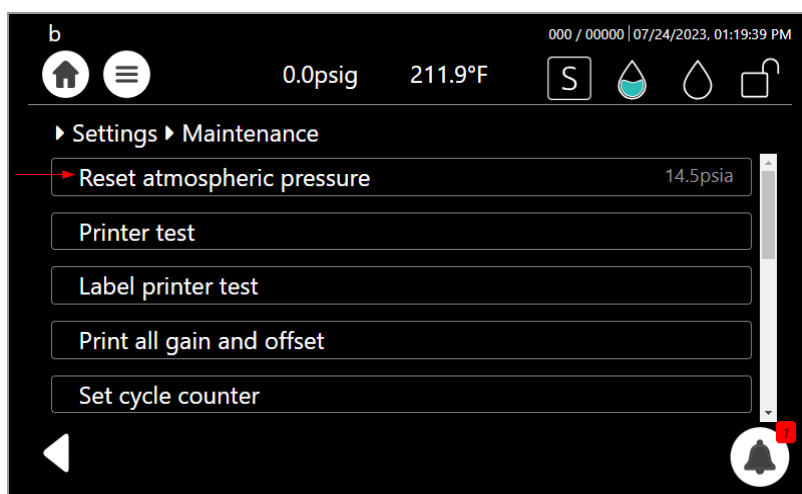 b
000 / 00000 | 07/24/2023, 01:19:39 PM
0.0psig 211.9°F S
Settings Maintenance
Reset atmospheric pressure 14.5psia
Printer test
Label printer test
Print all gain and offset
Set cycle counter
1